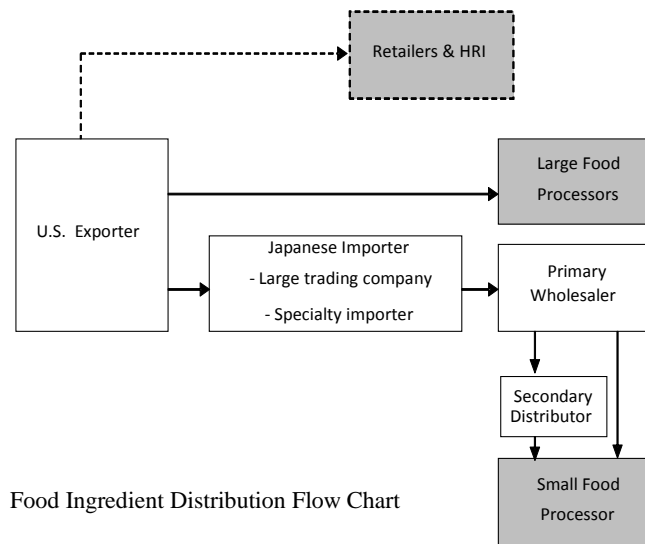 Retailers & HRI
Large Food
Processors
U.S. Exporter
Japanese Importer
- Large trading company
- Specialty importer
Primary
Wholesaler
Secondary
Distributor
Small Food
Processor
Food Ingredient Distribution Flow Chart